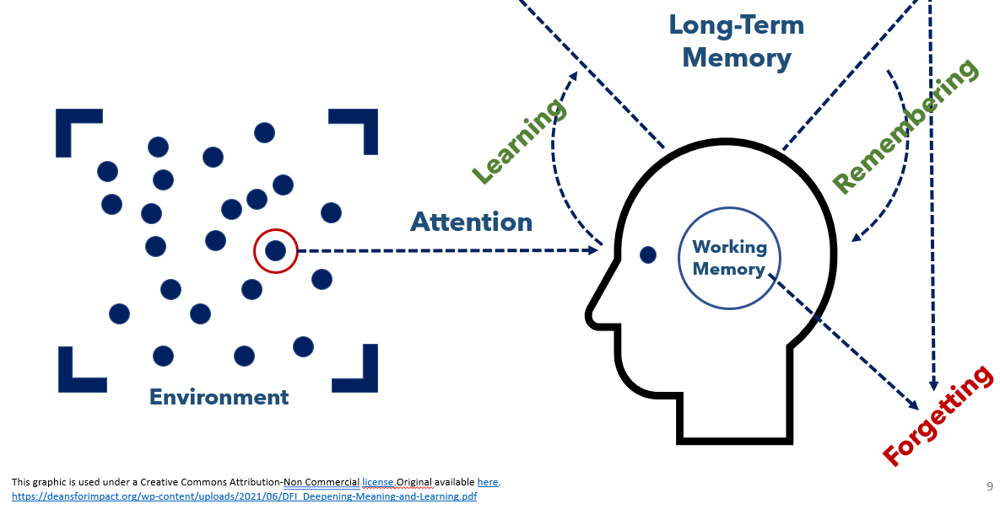 Long-Term
Memory
Learning
Remembering
Attention
Working
Memory
Environment
Forgetting
This graphic is used under a Creative Commons Attribution-Non Commercial license.Original available here.
https://deansforimpact.org/wp-content/uploads/2021/06/DFI_Deepening-Meaning-and-Learning.pdf
9